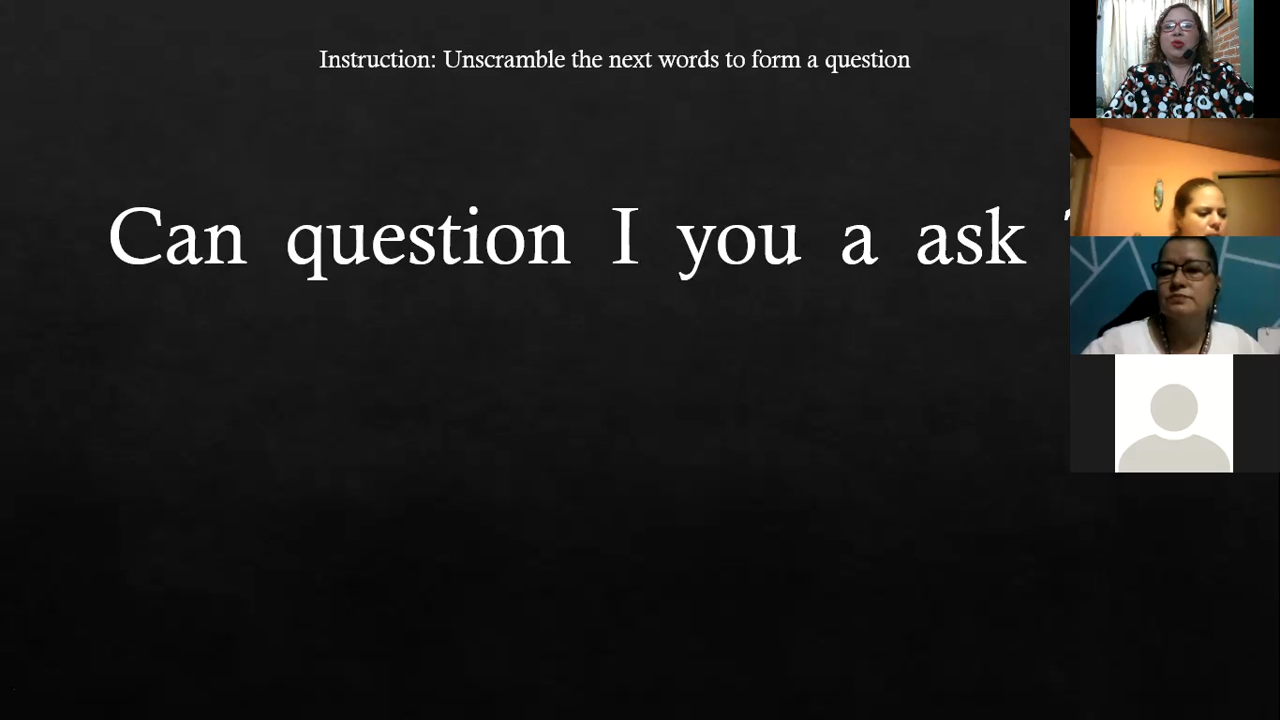 Instruction: Unscramble the next words to form a question
Can question I you a ask